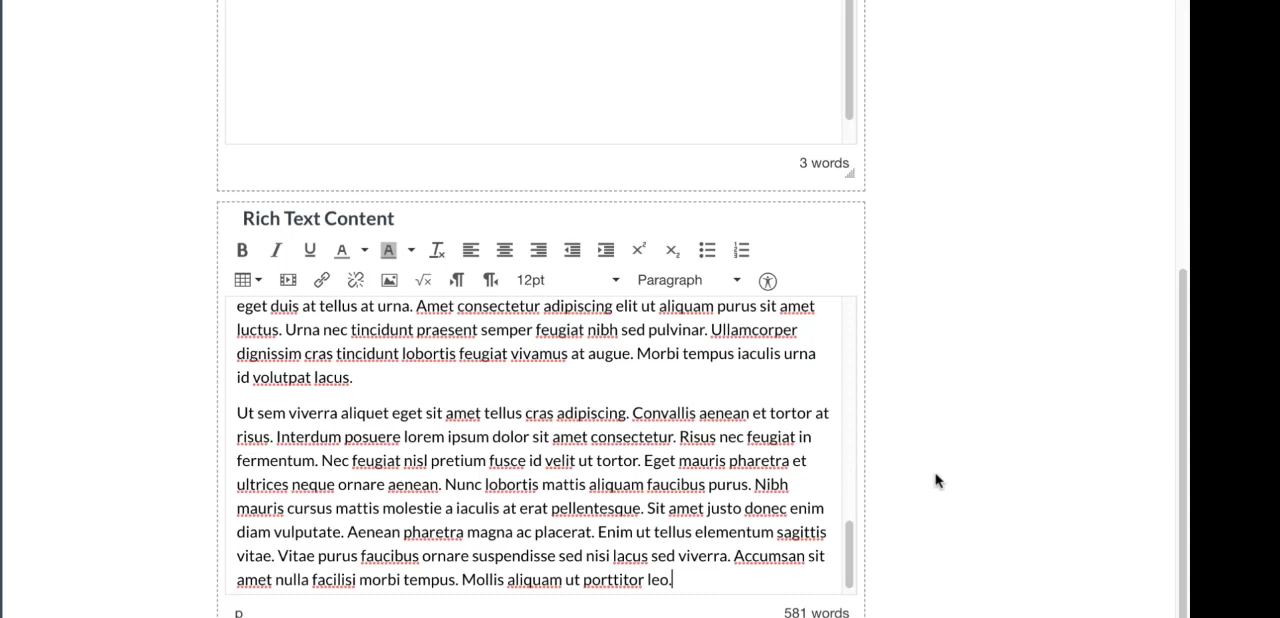 3 words
Rich Text Content
B I U A A Tx x² x₂
√x ¶ ¶ 12pt Paragraph
eget duis at tellus at urna. Amet consectetur adipiscing elit ut aliquam purus sit amet
luctus. Urna nec tincidunt praesent semper feugiat nibh sed pulvinar. Ullamcorper
dignissim cras tincidunt lobortis feugiat vivamus at augue. Morbi tempus iaculis urna
id volutpat lacus.
Ut sem viverra aliquet eget sit amet tellus cras adipiscing. Convallis aenean et tortor at
risus. Interdum posuere lorem ipsum dolor sit amet consectetur. Risus nec feugiat in
fermentum. Nec feugiat nisl pretium fusce id velit ut tortor. Eget mauris pharetra et
ultrices neque ornare aenean. Nunc lobortis mattis aliquam faucibus purus. Nibh
mauris cursus mattis molestie a iaculis at erat pellentesque. Sit amet justo donec enim
diam vulputate. Aenean pharetra magna ac placerat. Enim ut tellus elementum sagittis
vitae. Vitae purus faucibus ornare suspendisse sed nisi lacus sed viverra. Accumsan sit
amet nulla facilisi morbi tempus. Mollis aliquam ut porttitor leo.
p 581 words